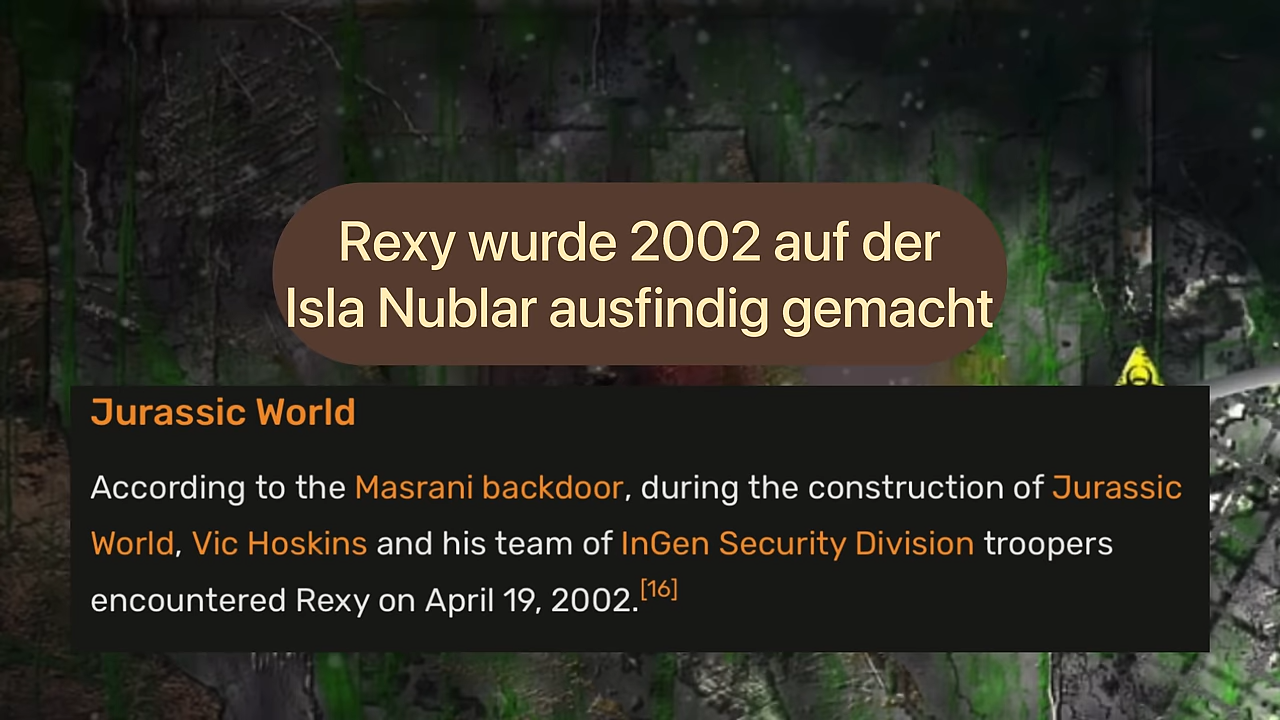 Rexy wurde 2002 auf der
Isla Nublar ausfindig gemacht
Jurassic World
According to the Masrani backdoor, during the construction of Jurassic
World, Vic Hoskins and his team of InGen Security Division troopers
encountered Rexy on April 19, 2002.[16]